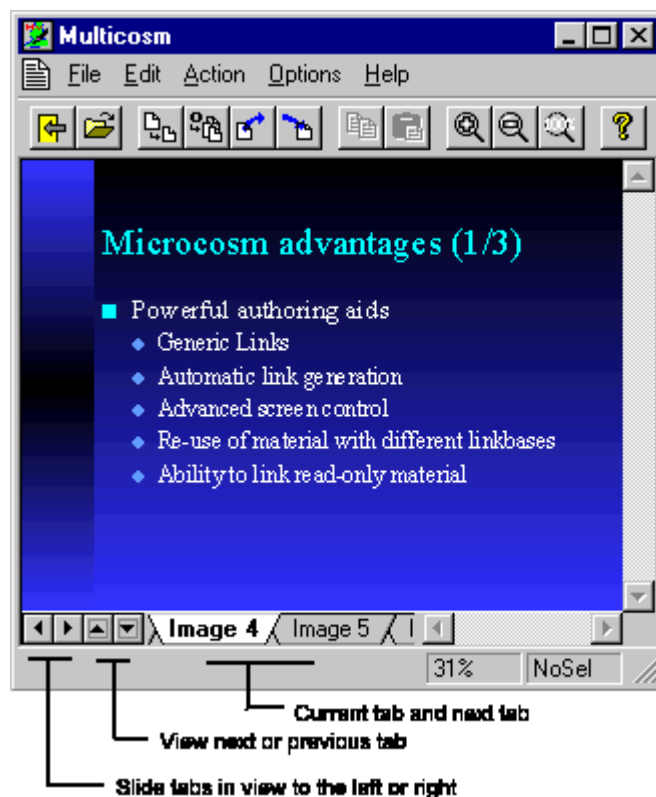 Multicosm
File Edit Action Options Help
Microcosm advantages (1/3)
Powerful authoring aids
Generic Links
Automatic link generation
Advanced screen control
Re-use of material with different linkbases
Ability to link read-only material
Image 4 Image 5
31% NoSel
Current tab and next tab
View next or previous tab
Slide tabs in view to the left or right